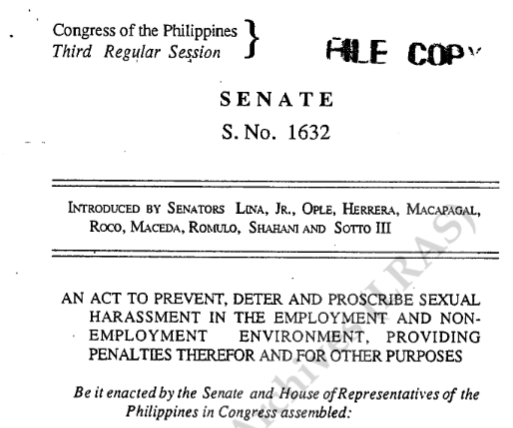 Congress of the Philippines }
Third Regular Session
FILE COPY
SENATE
S. No. 1632
INTRODUCED BY SENATORS LINA, JR., OPLE, HERRERA, MACAPAGAL,
ROCO, MACEDA, ROMULO, SHAHANI AND SOTTO III
AN ACT TO PREVENT, DETER AND PROSCRIBE SEXUAL
HARASSMENT IN THE EMPLOYMENT AND NON-
EMPLOYMENT ENVIRONMENT, PROVIDING
PENALTIES THEREFOR AND FOR OTHER PURPOSES
Be it enacted by the Senate and House of Representatives of the
Philippines in Congress assembled:
Archives (LRAS)